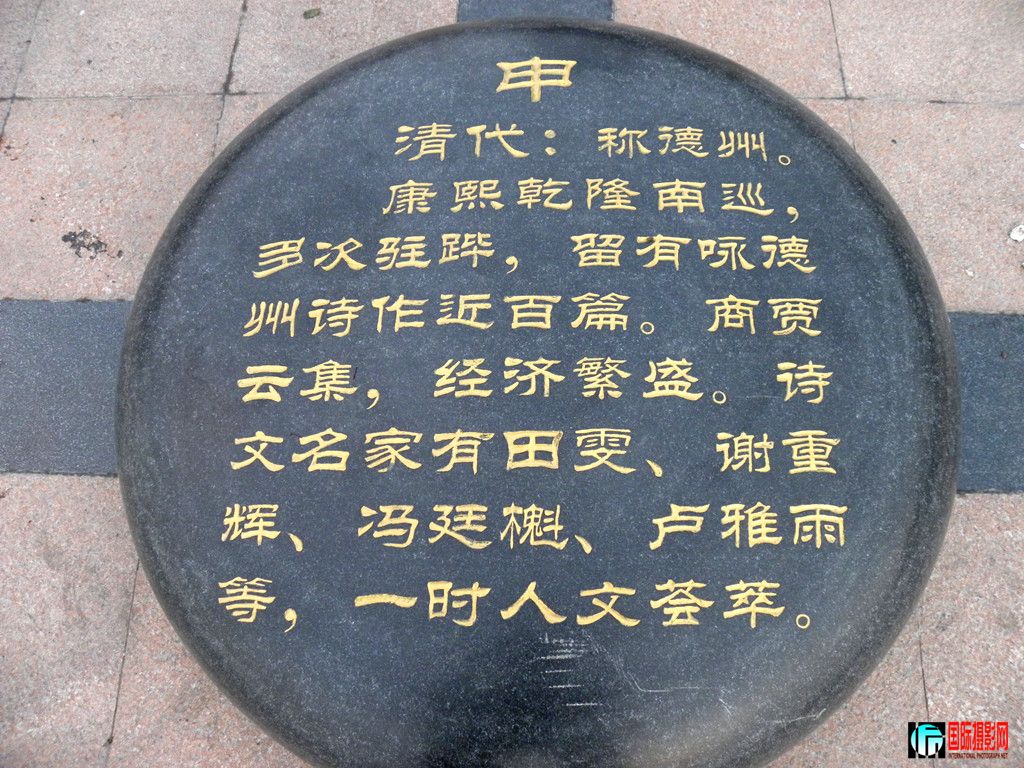 申
清代：称德州。
康熙乾隆南巡，
多次驻跸，留有咏德
州诗作近百篇。商贾
云集，经济繁盛。诗
文名家有田雯、谢重
辉、冯廷櫆、卢雅雨
等，一时人文荟萃。
国际摄影网
INTERNATIONAL PHOTOGRAPH.NET